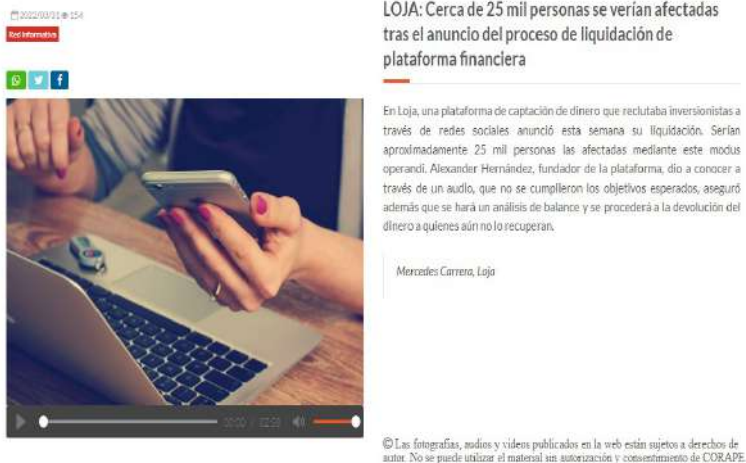 2022/03/31 154
Red Informativa
LOJA: Cerca de 25 mil personas se verían afectadas
tras el anuncio del proceso de liquidación de
plataforma financiera
En Loja, una plataforma de captación de dinero que reclutaba inversionistas a
través de redes sociales anunció esta semana su liquidación. Serían
aproximadamente 25 mil personas las afectadas mediante este modus
operandi. Alexander Hernández, fundador de la plataforma, dio a conocer a
través de un audio, que no se cumplieron los objetivos esperados, aseguró
además que se hará un análisis de balance y se procederá a la devolución del
dinero a quienes aún no lo recuperan.
Mercedes Carrera, Loja
00:00 /
© Las fotografías, audios y videos publicados en la web están sujetos a derechos de
autor. No se puede utilizar el material sin autorización y consentimiento de CORAPE